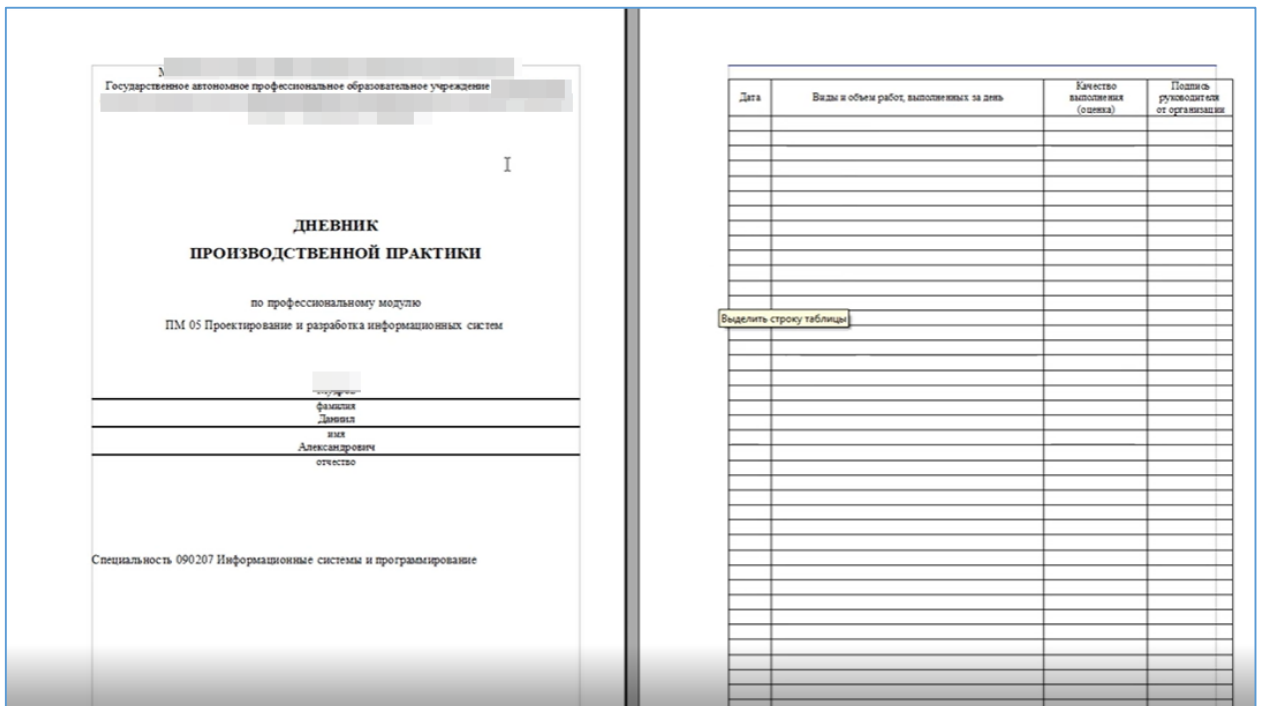 Государственное автономное профессиональное образовательное учреждение
ДНЕВНИК
ПРОИЗВОДСТВЕННОЙ ПРАКТИКИ
по профессиональному модулю
ПМ 05 Проектирование и разработка информационных систем
фамилия
Даниил
имя
Александрович
отчество
Специальность 090207 Информационные системы и программирование
Дата
Виды и объем работ, выполненных за день
Качество
выполнения
(оценка)
Подпись
руководителя
от организации
Выделить строку таблицы